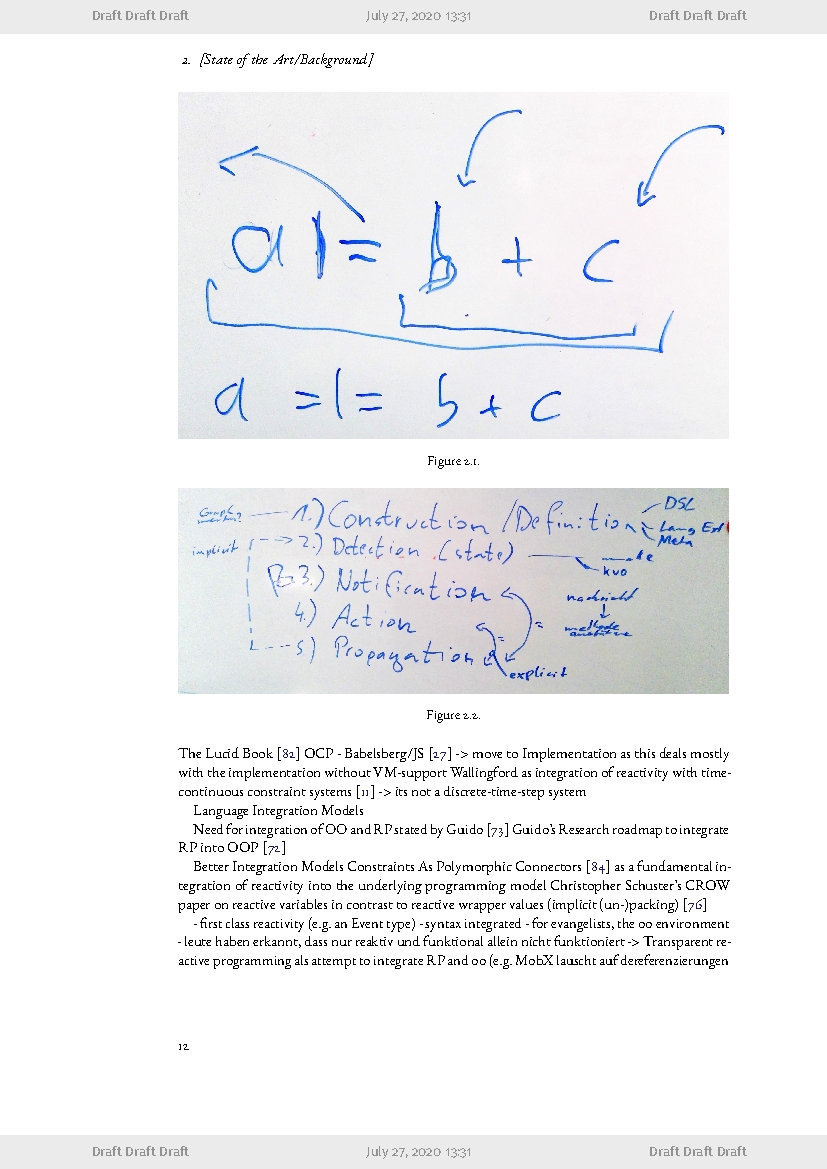 Draft Draft Draft July 27, 2020 13:31 Draft Draft Draft
2. [State of the Art/Background]
a |= b + c
a =|= b + c
Figure 2.1.
1.) Construction / Definition DSL
Lang Ext
Meta
implicit 2.) Detection (state)
kvo
3.) Notification nachricht
4.) Action = methode
5.) Propagation =
explicit
Figure 2.2.
The Lucid Book [82] OCP - Babelsberg/JS [27] -> move to Implementation as this deals mostly
with the implementation without VM-support Wallingford as integration of reactivity with time-
continuous constraint systems [11] -> its not a discrete-time-step system
Language Integration Models
Need for integration of OO and RP stated by Guido [73] Guido's Research roadmap to integrate
RP into OOP [72]
Better Integration Models Constraints As Polymorphic Connectors [84] as a fundamental in-
tegration of reactivity into the underlying programming model Christopher Schuster's CROW
paper on reactive variables in contrast to reactive wrapper values (implicit (un-)packing) [76]
- first class reactivity (e.g. an Event type) - syntax integrated - for evangelists, the oo environment
- leute haben erkannt, dass nur reaktiv und funktional allein nicht funktioniert -> Transparent re-
active programming als attempt to integrate RP and oo (e.g. MobX lauscht auf dereferenzierungen
12
Draft Draft Draft July 27, 2020 13:31 Draft Draft Draft